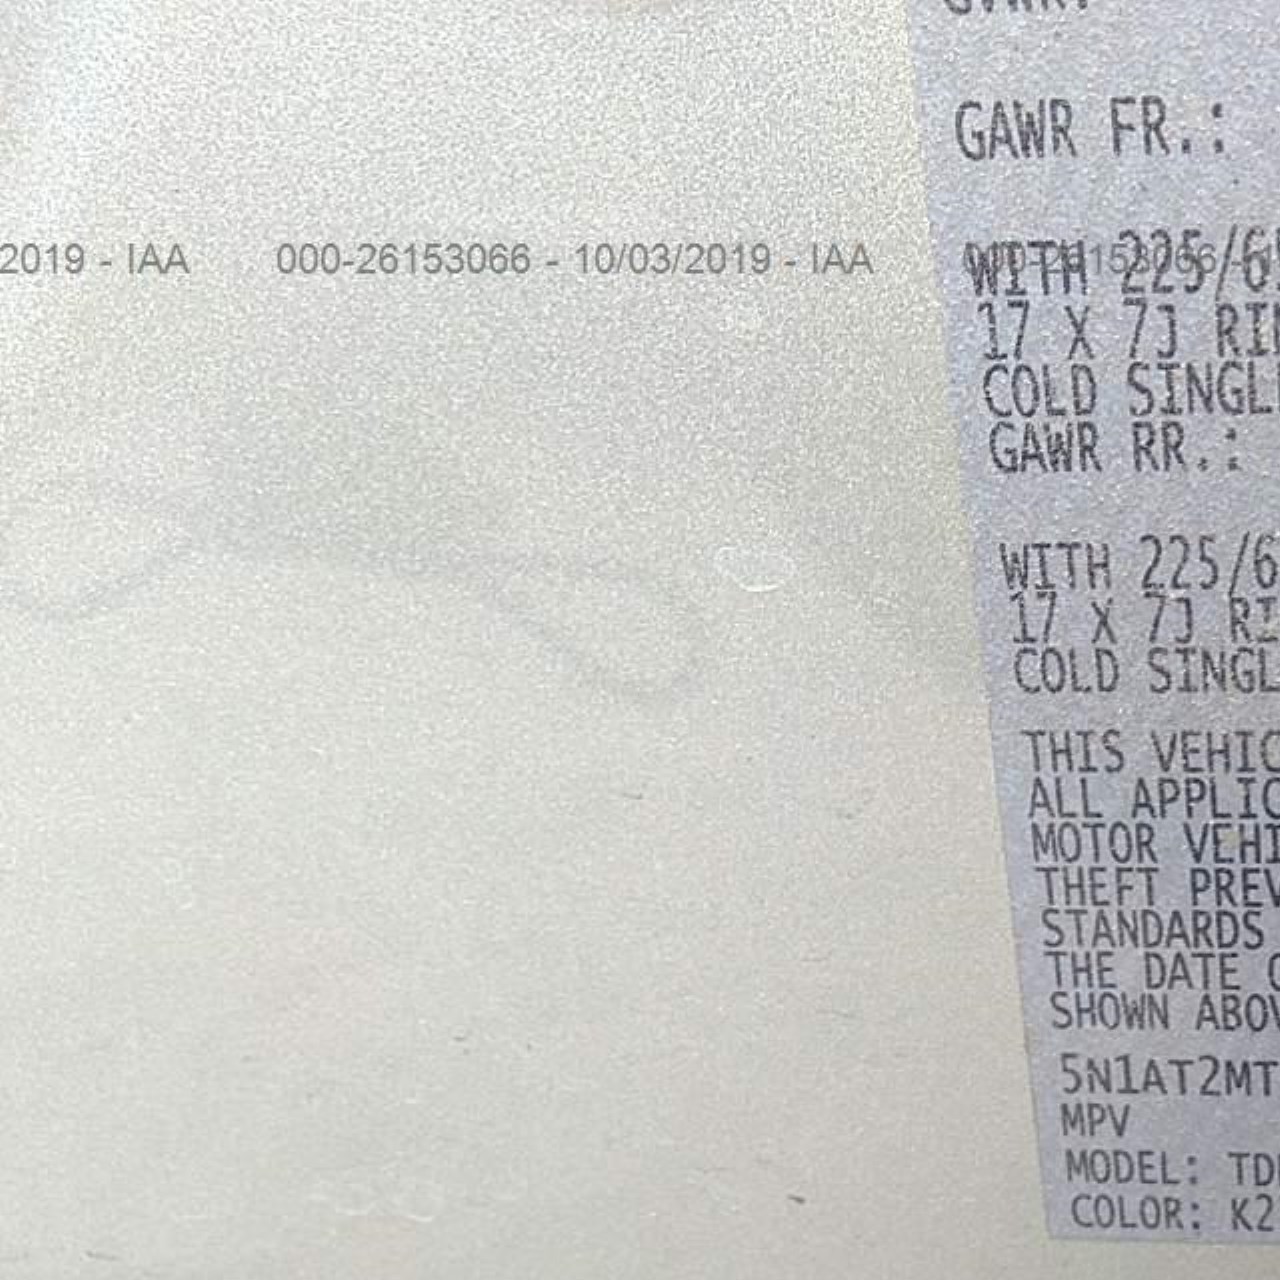 GAWR FR.:
2019 - IAA 000-26153066 - 10/03/2019 - IAA
WITH 225/6
17 X 7J RI
COLD SINGL
GAWR RR.:
WITH 225/6
17 X 7J RI
COLD SINGL
THIS VEHIC
ALL APPLIC
MOTOR VEHI
THEFT PREV
STANDARDS
THE DATE
SHOWN ABO
5N1AT2MT
MPV
MODEL: TD
COLOR: K2